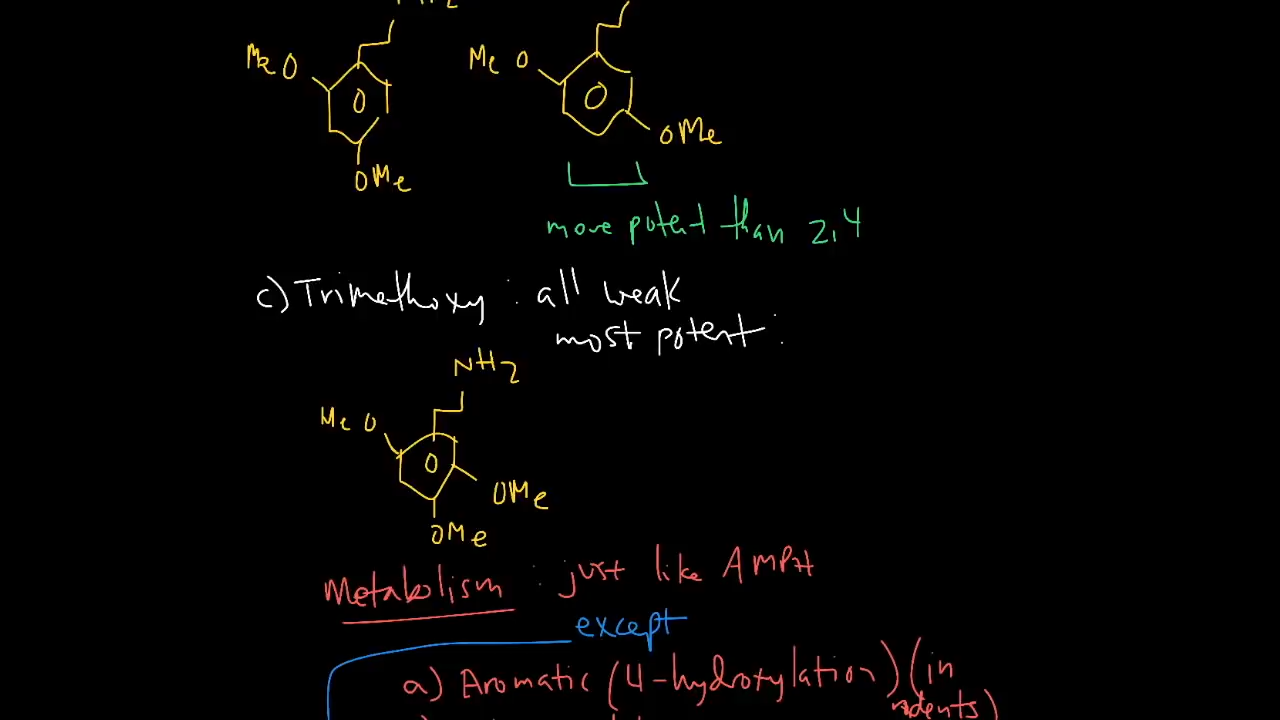 MeO
MeO
OMe
OMe
more potent than 2,4
c) Trimethoxy : all weak
most potent :
NH2
MeO
OMe
OMe
Metabolism : just like AMPH
except
a) Aromatic (4-hydroxylation) (in
rodents)